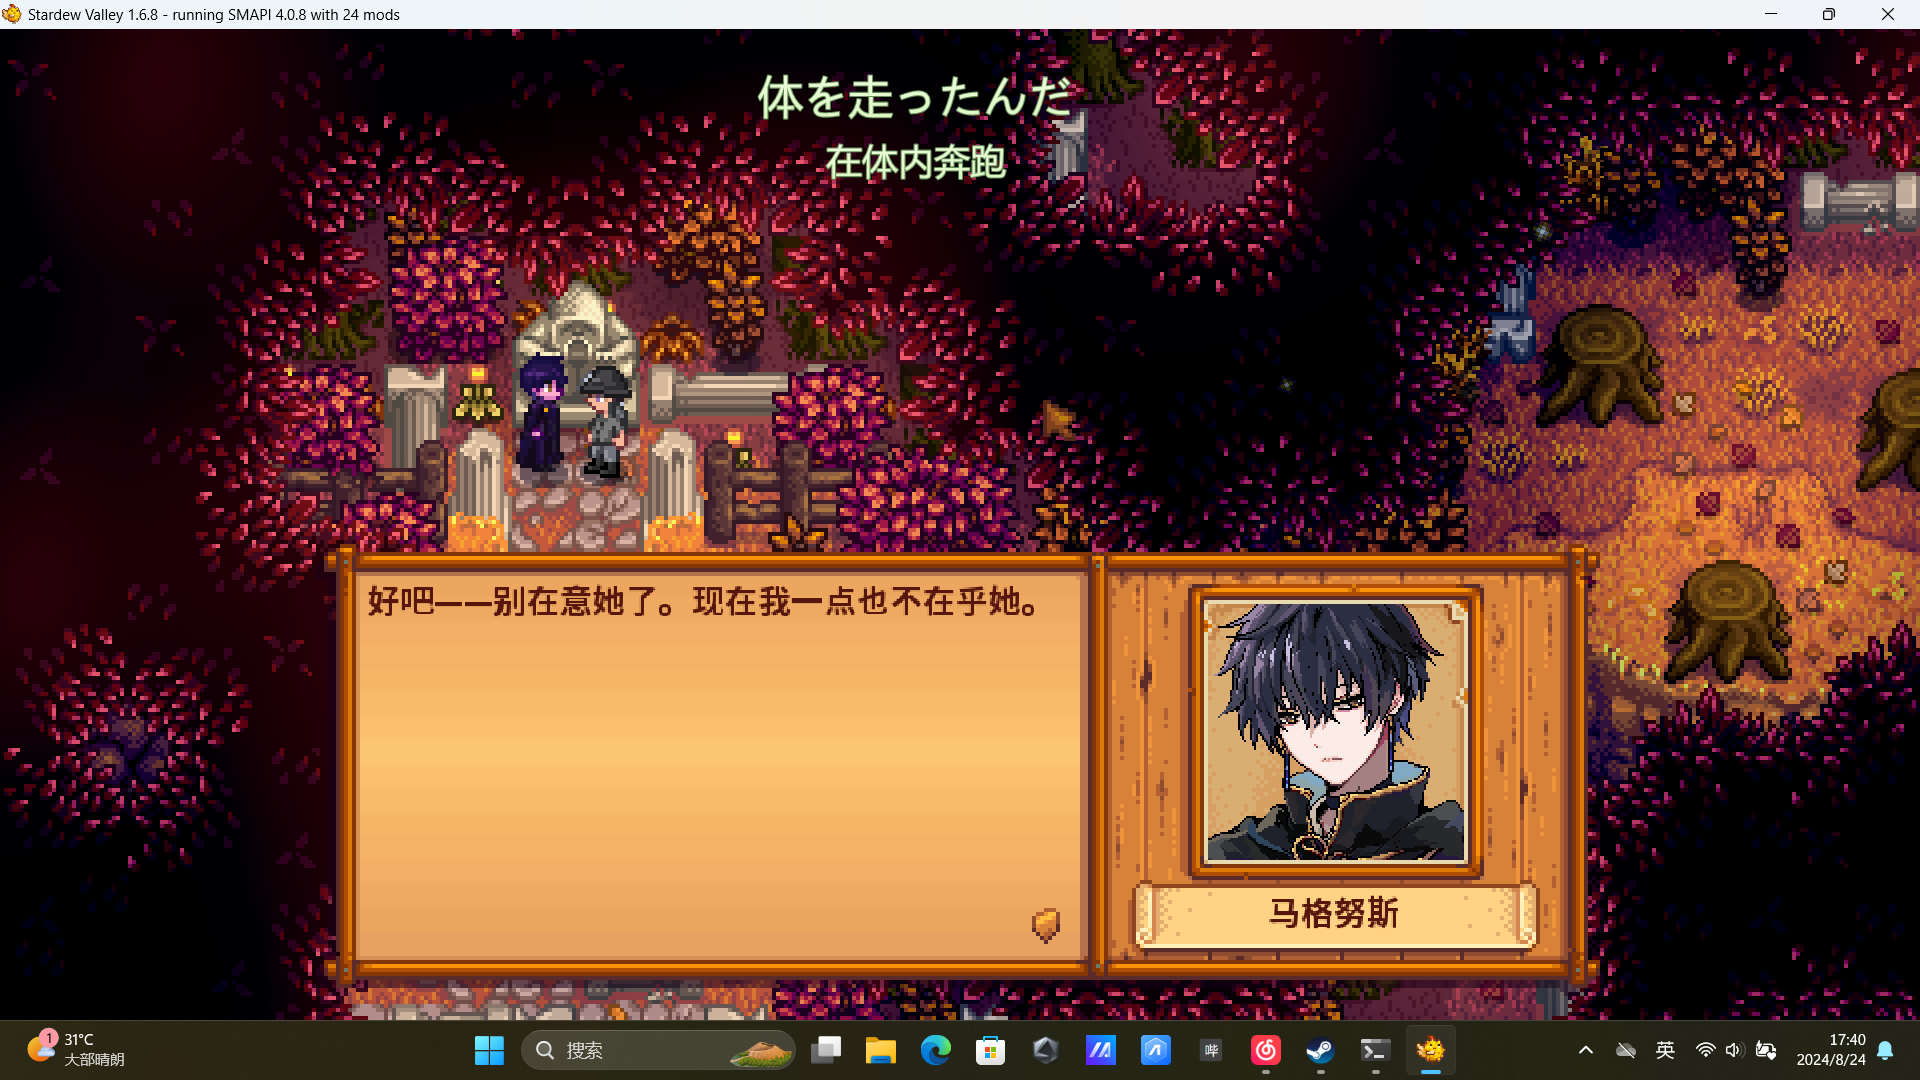 Stardew Valley 1.6.8 - running SMAPI 4.0.8 with 24 mods
体を走ったんだ
在体内奔跑
好吧——别在意她了。现在我一点也不在乎她。
马格努斯
1
31°C
大部晴朗
搜索
哔
英
17:40
2024/8/24